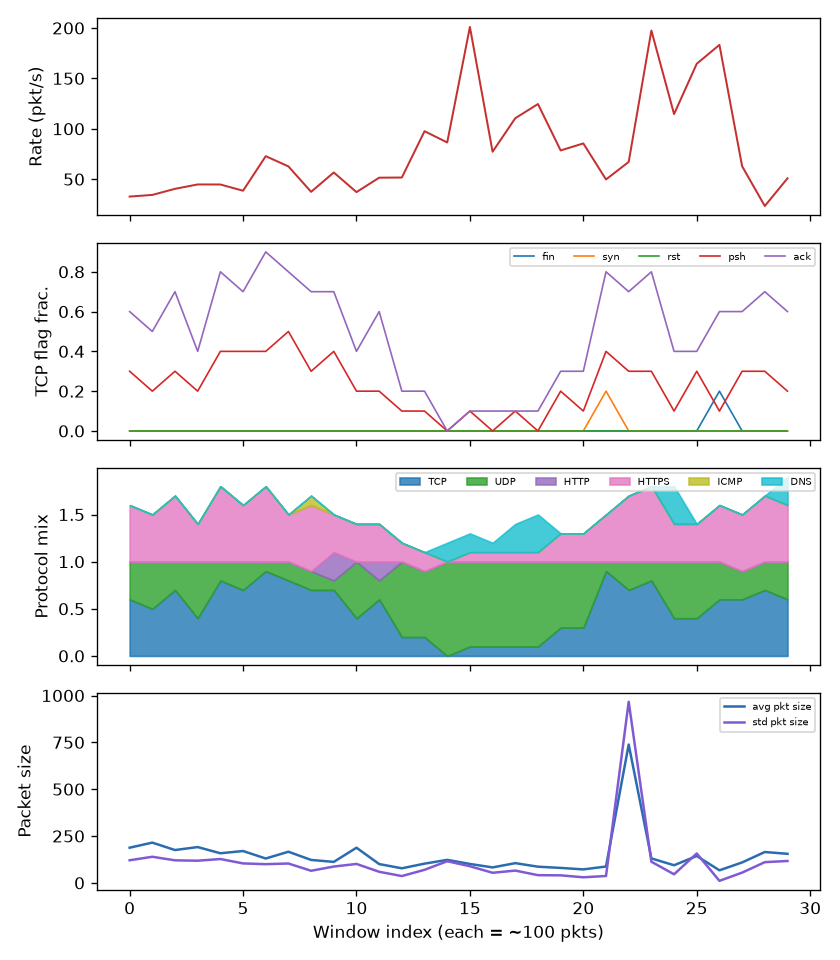 Rate (pkt/s)
200
150
100
50
TCP flag frac.
0.8
0.6
0.4
0.2
0.0
fin syn rst psh ack
Protocol mix
1.5
1.0
0.5
0.0
TCP UDP HTTP HTTPS ICMP DNS
Packet size
1000
750
500
250
0
avg pkt size
std pkt size
0 5 10 15 20 25 30
Window index (each = ~100 pkts)